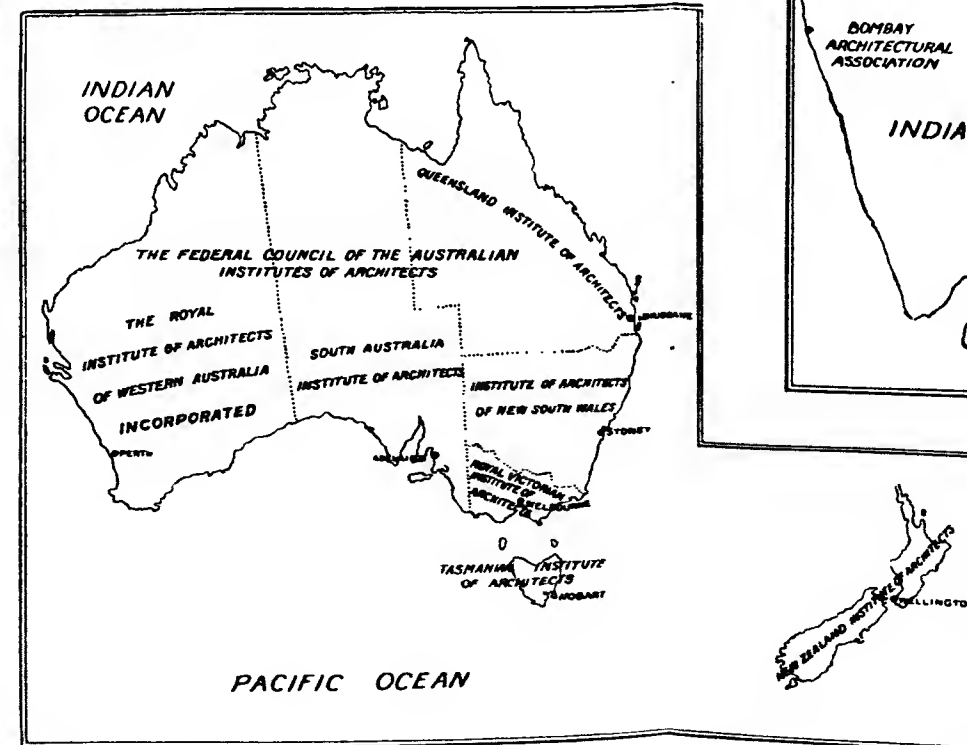 INDIAN
OCEAN
BOMBAY
ARCHITECTURAL
ASSOCIATION
INDIA
QUEENSLAND INSTITUTE OF ARCHITECTS
BRISBANE
THE FEDERAL COUNCIL OF THE AUSTRALIAN
INSTITUTES OF ARCHITECTS
THE ROYAL
INSTITUTE OF ARCHITECTS
OF WESTERN AUSTRALIA
INCORPORATED
PERTH
SOUTH AUSTRALIA
INSTITUTE OF ARCHITECTS
ADELAIDE
INSTITUTE OF ARCHITECTS
OF NEW SOUTH WALES
SYDNEY
ROYAL VICTORIAN
INSTITUTE OF
ARCHITECTS
MELBOURNE
TASMANIAN INSTITUTE
OF ARCHITECTS
HOBART
NEW ZEALAND INSTITUTE OF ARCHITECTS
WELLINGTO
PACIFIC OCEAN